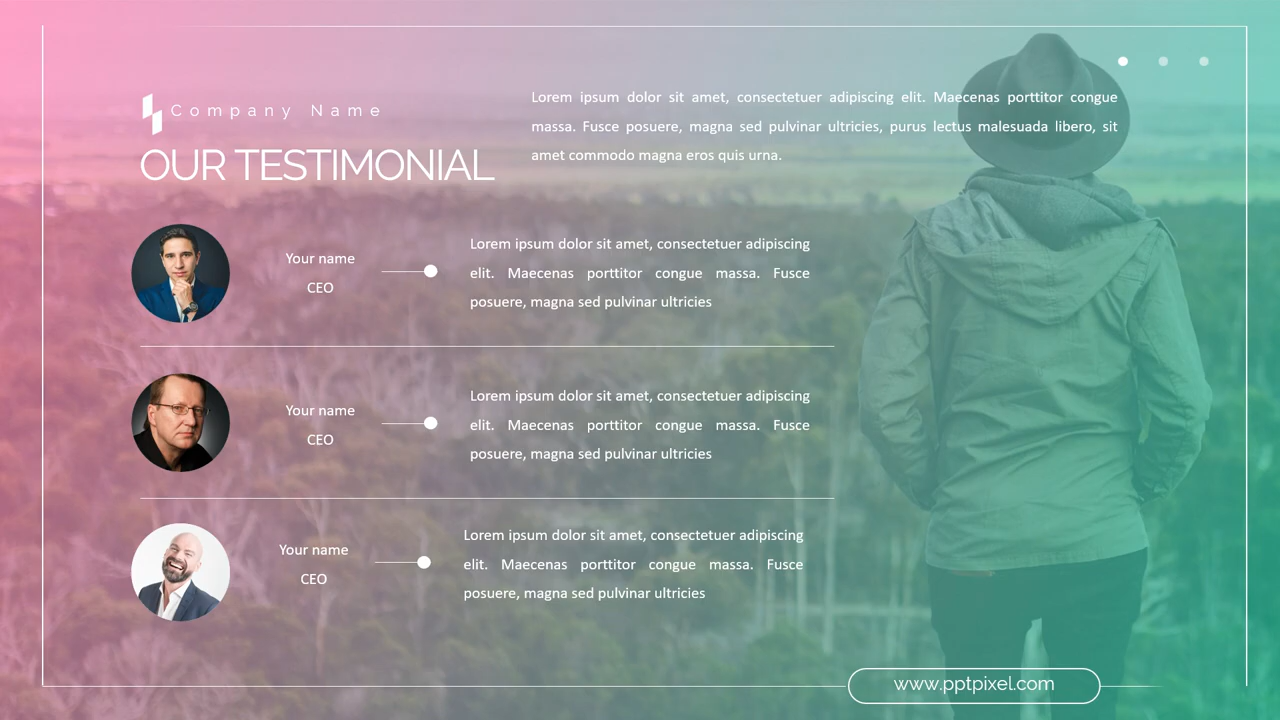 Company Name
OUR TESTIMONIAL
Lorem ipsum dolor sit amet, consectetuer adipiscing elit. Maecenas porttitor congue
massa. Fusce posuere, magna sed pulvinar ultricies, purus lectus malesuada libero, sit
amet commodo magna eros quis urna.
Your name
CEO
Lorem ipsum dolor sit amet, consectetuer adipiscing
elit. Maecenas porttitor congue massa. Fusce
posuere, magna sed pulvinar ultricies
Your name
CEO
Lorem ipsum dolor sit amet, consectetuer adipiscing
elit. Maecenas porttitor congue massa. Fusce
posuere, magna sed pulvinar ultricies
Your name
CEO
Lorem ipsum dolor sit amet, consectetuer adipiscing
elit. Maecenas porttitor congue massa. Fusce
posuere, magna sed pulvinar ultricies
www.pptpixel.com